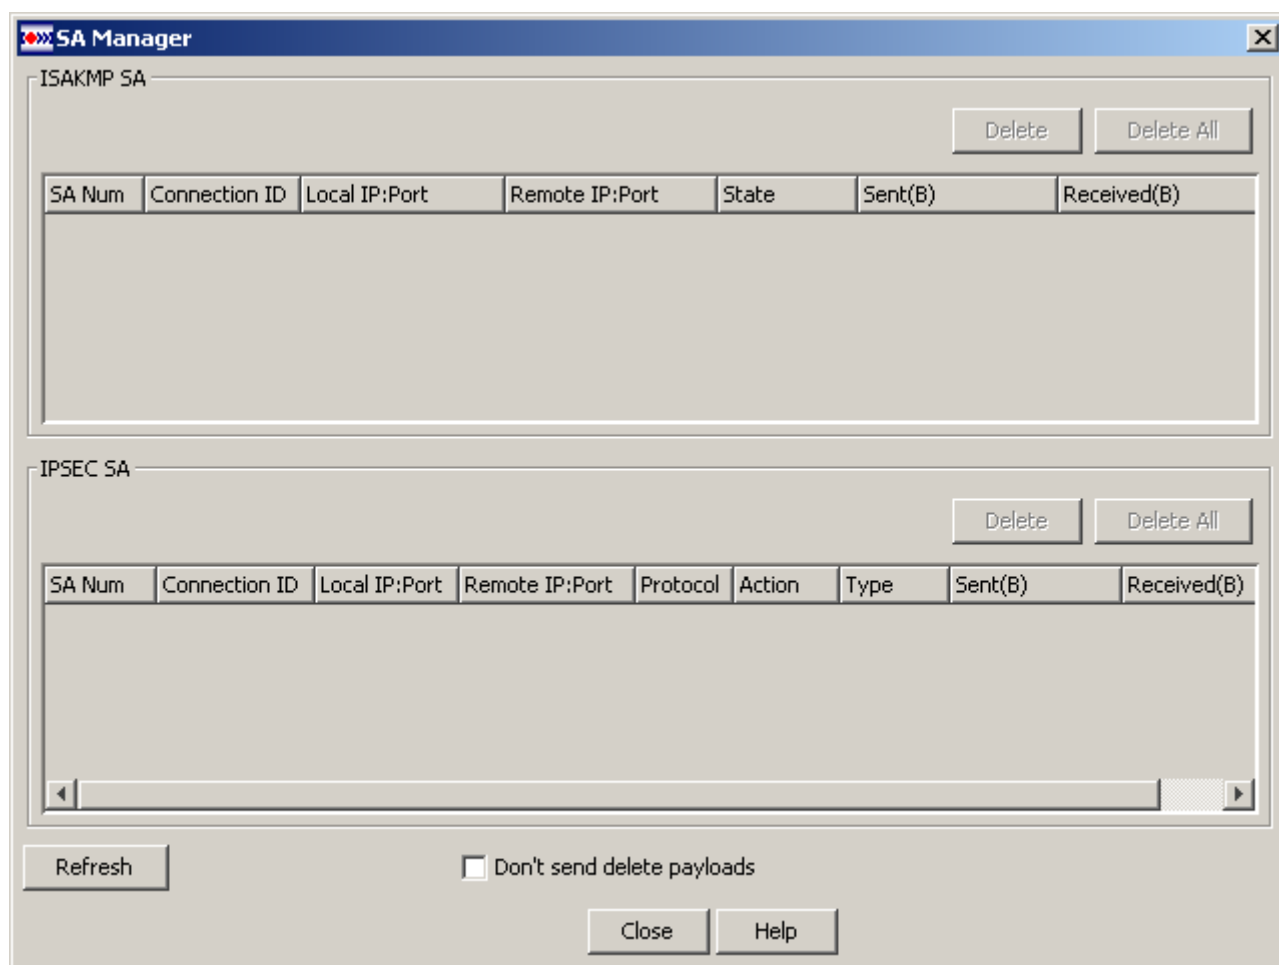 SA Manager
ISAKMP SA
Delete Delete All
SA Num Connection ID Local IP:Port Remote IP:Port State Sent(B) Received(B)
IPSEC SA
Delete Delete All
SA Num Connection ID Local IP:Port Remote IP:Port Protocol Action Type Sent(B) Received(B)
Refresh Don't send delete payloads
Close Help